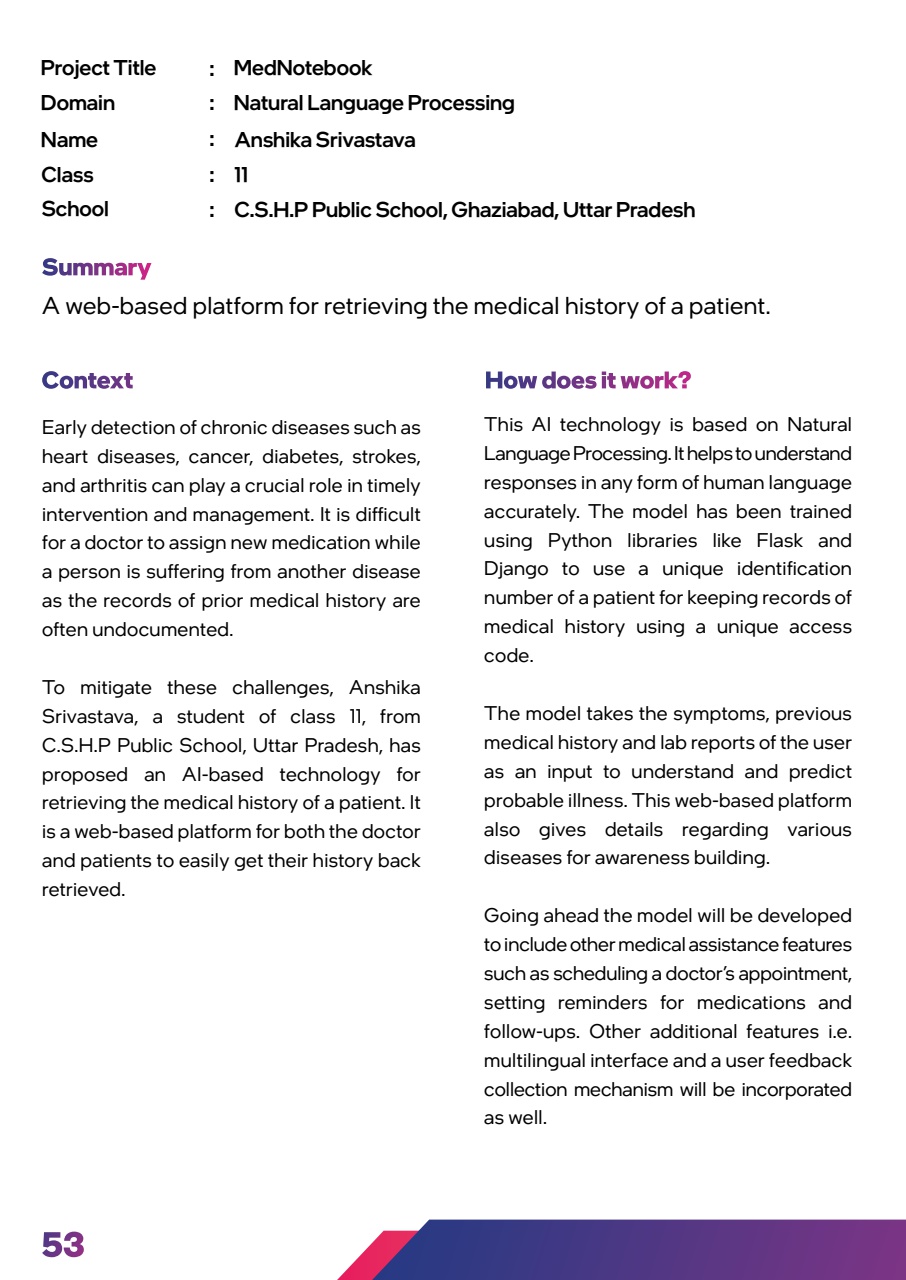 Project Title : MedNotebook
Domain : Natural Language Processing
Name : Anshika Srivastava
Class : 11
School : C.S.H.P Public School, Ghaziabad, Uttar Pradesh
Summary
A web-based platform for retrieving the medical history of a patient.
Context
Early detection of chronic diseases such as
heart diseases, cancer, diabetes, strokes,
and arthritis can play a crucial role in timely
intervention and management. It is difficult
for a doctor to assign new medication while
a person is suffering from another disease
as the records of prior medical history are
often undocumented.
To mitigate these challenges, Anshika
Srivastava, a student of class 11, from
C.S.H.P Public School, Uttar Pradesh, has
proposed an AI-based technology for
retrieving the medical history of a patient. It
is a web-based platform for both the doctor
and patients to easily get their history back
retrieved.
How does it work?
This AI technology is based on Natural
Language Processing. It helps to understand
responses in any form of human language
accurately. The model has been trained
using Python libraries like Flask and
Django to use a unique identification
number of a patient for keeping records of
medical history using a unique access
code.
The model takes the symptoms, previous
medical history and lab reports of the user
as an input to understand and predict
probable illness. This web-based platform
also gives details regarding various
diseases for awareness building.
Going ahead the model will be developed
to include other medical assistance features
such as scheduling a doctor’s appointment,
setting reminders for medications and
follow-ups. Other additional features i.e.
multilingual interface and a user feedback
collection mechanism will be incorporated
as well.
53